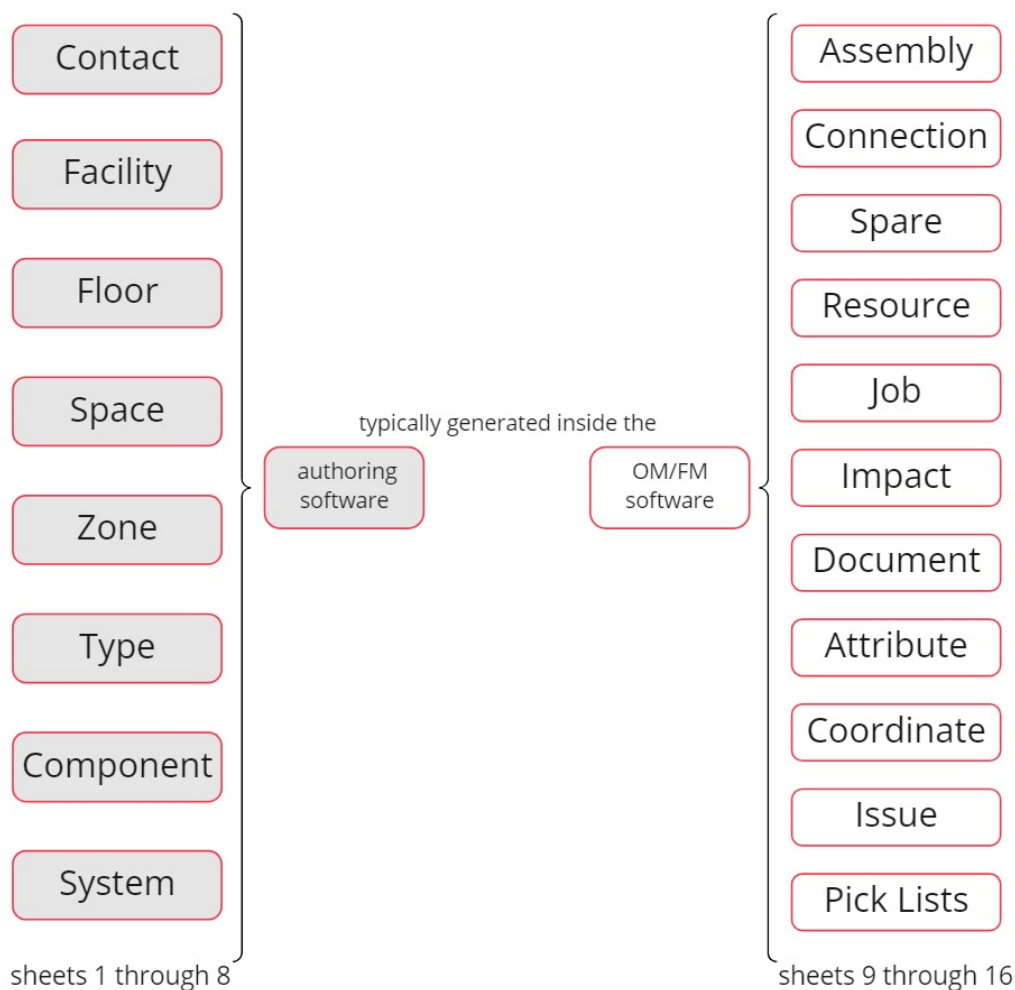 Contact
Facility
Floor
Space
Zone
Type
Component
System
sheets 1 through 8
typically generated inside the
authoring
software
OM/FM
software
Assembly
Connection
Spare
Resource
Job
Impact
Document
Attribute
Coordinate
Issue
Pick Lists
sheets 9 through 16